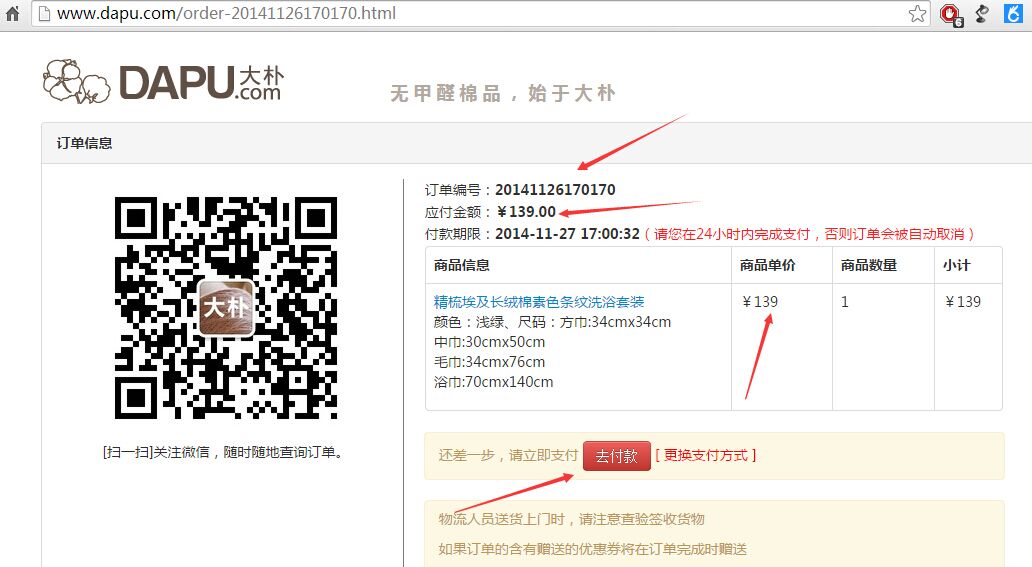 www.dapu.com/order-20141126170170.html
6
DAPU大朴
.com
无甲醛棉品，始于大朴
订单信息
订单编号：20141126170170
应付金额：￥139.00
付款期限：2014-11-27 17:00:32（请您在24小时内完成支付，否则订单会被自动取消）
商品信息 商品单价 商品数量 小计
精梳埃及长绒棉素色条纹洗浴套装 ￥139 1 ￥139
颜色：浅绿、尺码：方巾:34cmx34cm
中巾:30cmx50cm
毛巾:34cmx76cm
浴巾:70cmx140cm
大朴
[扫一扫]关注微信，随时随地查询订单。
还差一步，请立即支付 去付款 [ 更换支付方式 ]
物流人员送货上门时，请注意查验签收货物
如果订单的含有赠送的优惠券将在订单完成时赠送